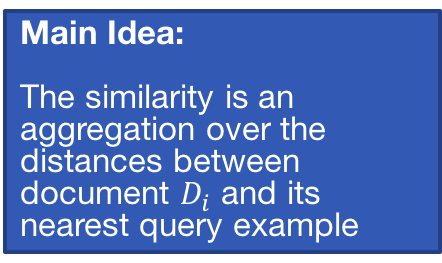 Main Idea:
The similarity is an
aggregation over the
distances between
document Dᵢ and its
nearest query example